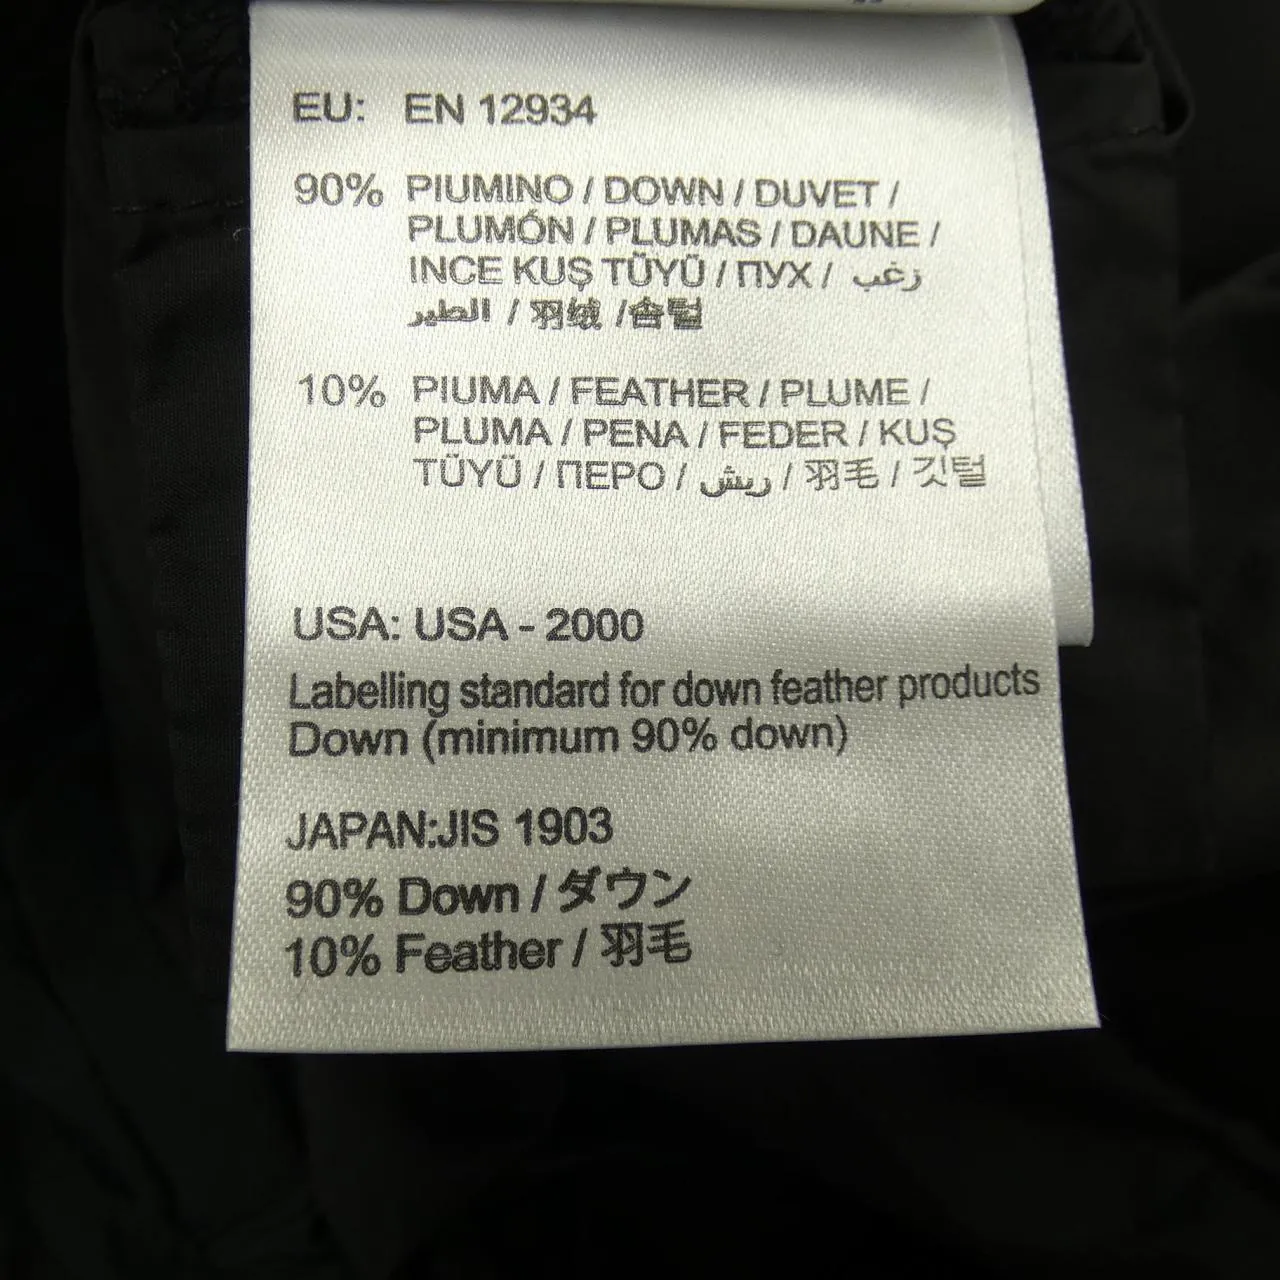 EU: EN 12934
90% PIUMINO / DOWN / DUVET /
PLUMÓN / PLUMAS / DAUNE /
INCE KUŞ TÜYÜ / ПУХ / زغب
الطير / 羽绒 /솜털
10% PIUMA / FEATHER / PLUME /
PLUMA / PENA / FEDER / KUŞ
TÜYÜ / ПЕРО / ريش / 羽毛 / 깃털
USA: USA - 2000
Labelling standard for down feather products
Down (minimum 90% down)
JAPAN:JIS 1903
90% Down / ダウン
10% Feather / 羽毛